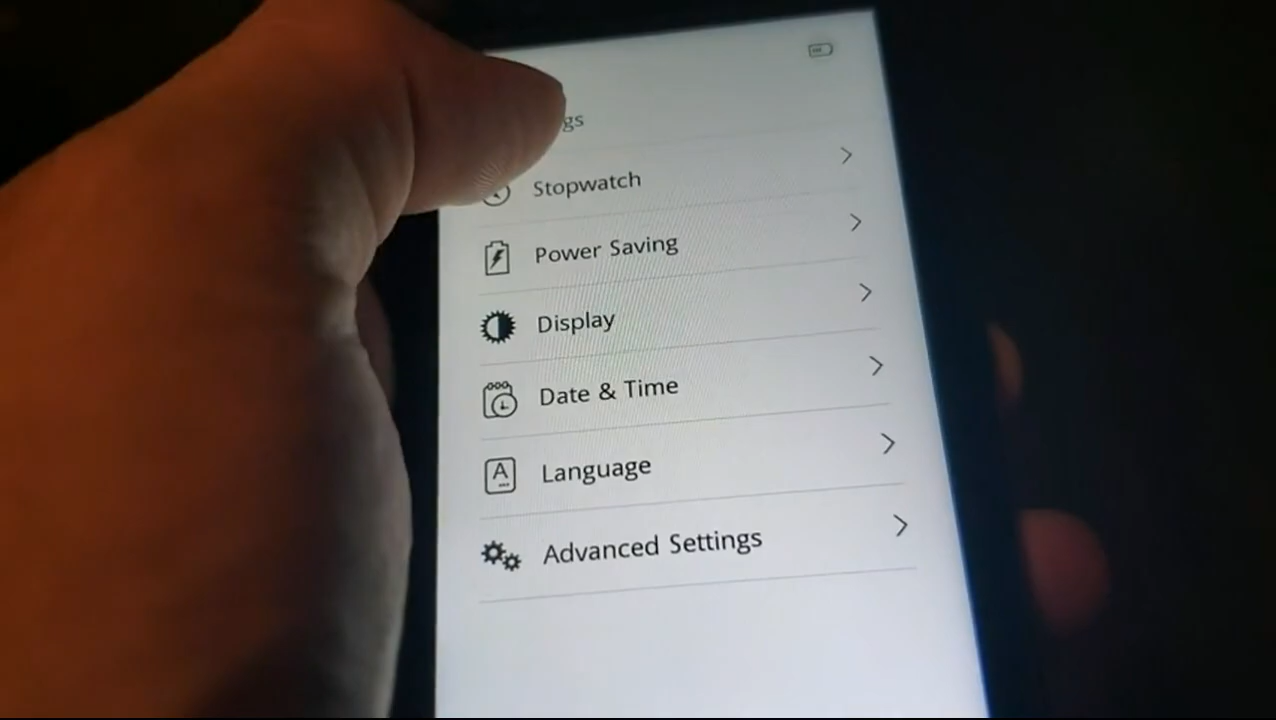 Stopwatch
Power Saving
Display
Date & Time
Language
Advanced Settings